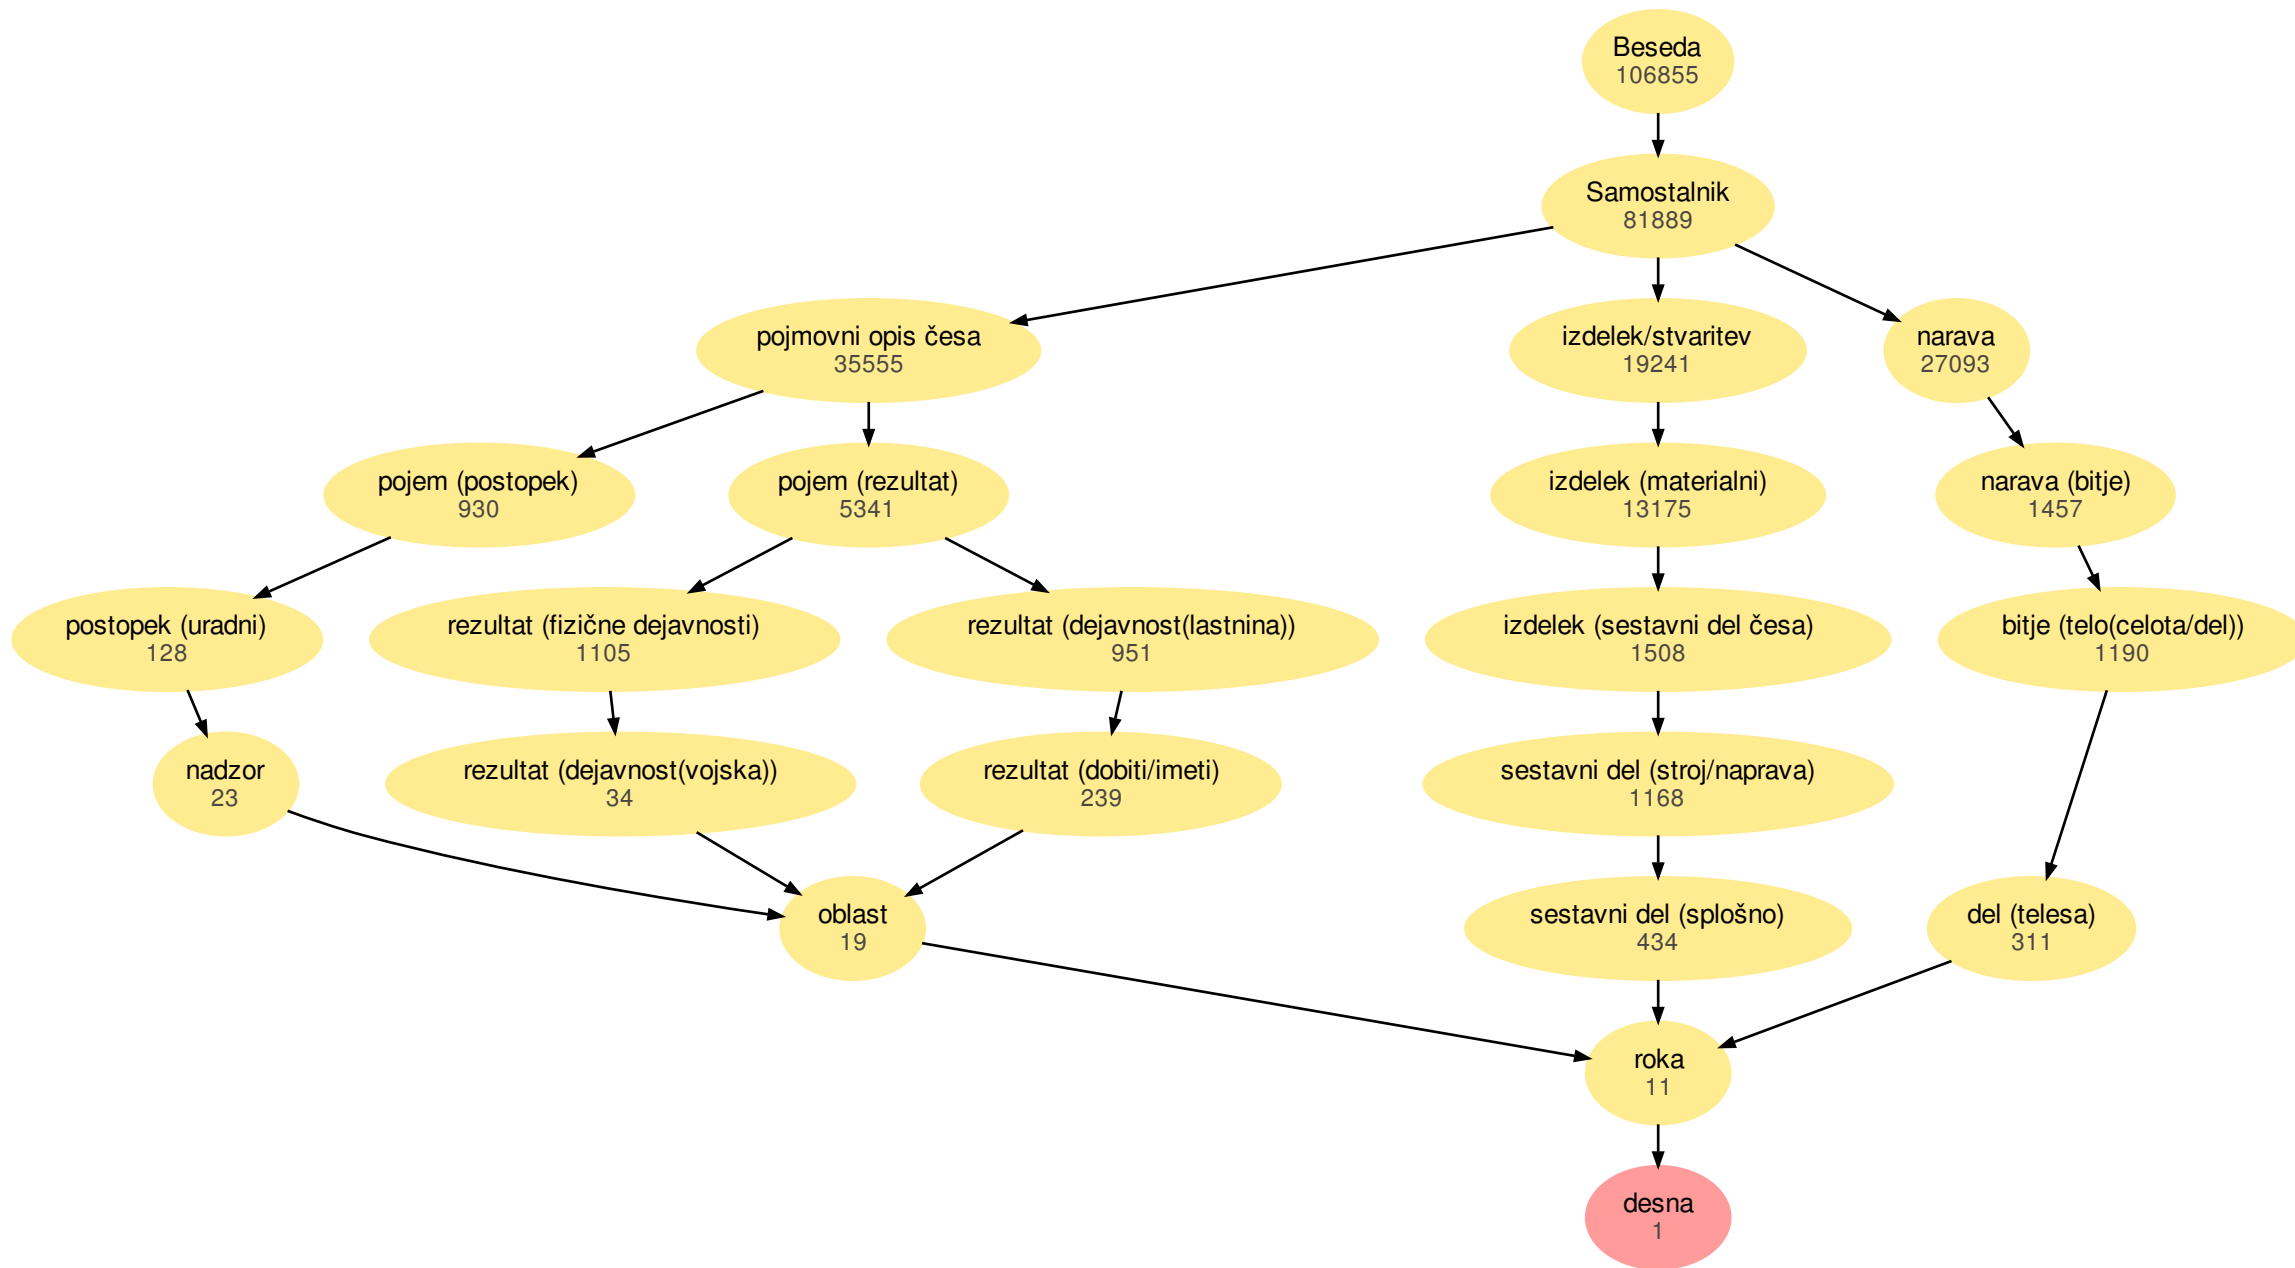 Beseda
106855
Samostalnik
81889
pojmovni opis česa
35555
izdelek/stvaritev
19241
narava
27093
pojem (postopek)
930
pojem (rezultat)
5341
izdelek (materialni)
13175
narava (bitje)
1457
postopek (uradni)
128
rezultat (fizične dejavnosti)
1105
rezultat (dejavnost(lastnina))
951
izdelek (sestavni del česa)
1508
bitje (telo(celota/del))
1190
nadzor
23
rezultat (dejavnost(vojska))
34
rezultat (dobiti/imeti)
239
sestavni del (stroj/naprava)
1168
oblast
19
sestavni del (splošno)
434
del (telesa)
311
roka
11
desna
1